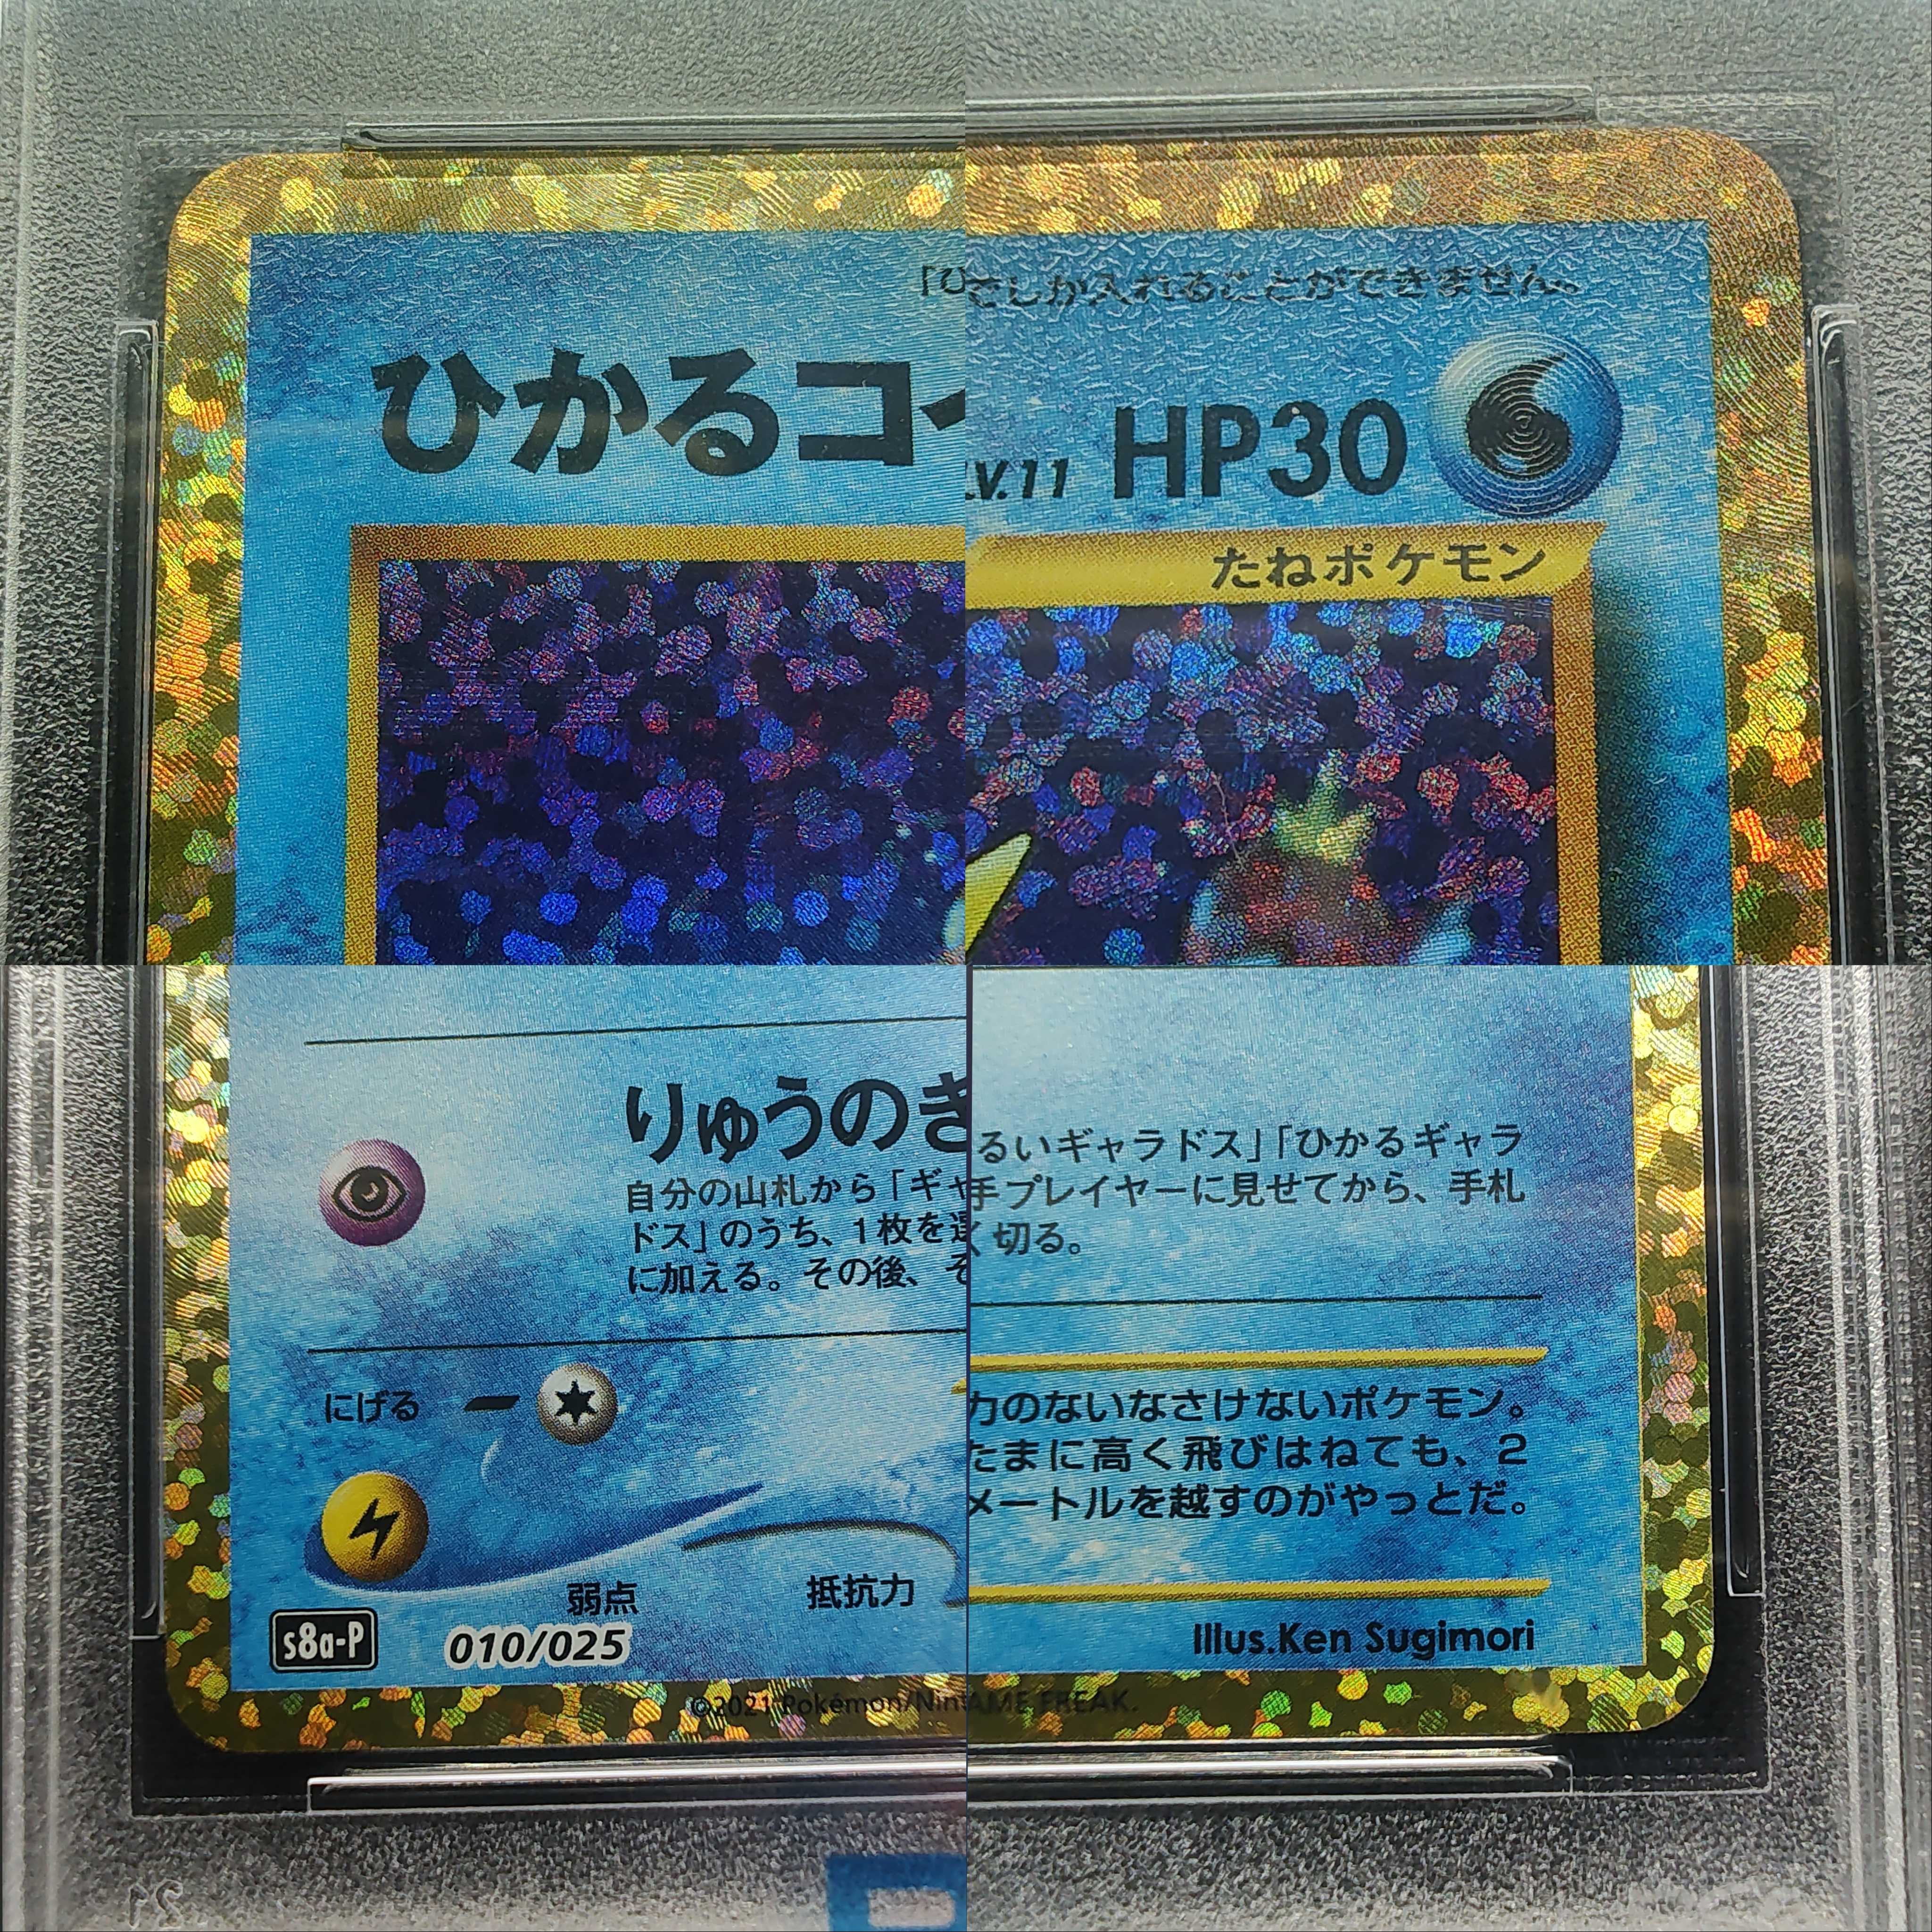 「ひ
さしか入れることができません。
ひかるコイ
LV.11 HP30
たねポケモン
りゅうのき
自分の山札から「ギャ
ドス」のうち、1枚を選
に加える。その後、そ
るいギャラドス」「ひかるギャラ
手プレイヤーに見せてから、手札
く切る。
にげる
弱点
抵抗力
s8a-P
010/025
©2021 Pokémon/Nin
力のないなさけないポケモン。
たまに高く飛びはねても、2
メートルを越すのがやっとだ。
Illus.Ken Sugimori
AME FREAK.